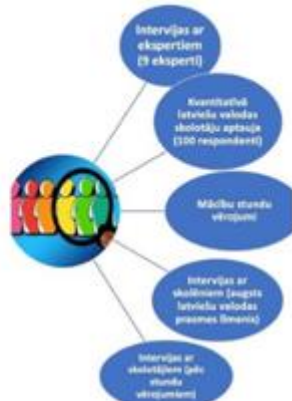 Intervijas ar
ekspertiem
(9 eksperti)
Kvantitatīvā
latviešu valodas
skolotāju aptauja
(100 respondenti)
Mācību stundu
vērojumi
Intervijas ar
skolēniem (augsts
latviešu valodas
prasmes līmenis)
Intervijas ar
skolotājiem (pēc
stundu
vērojumiem)